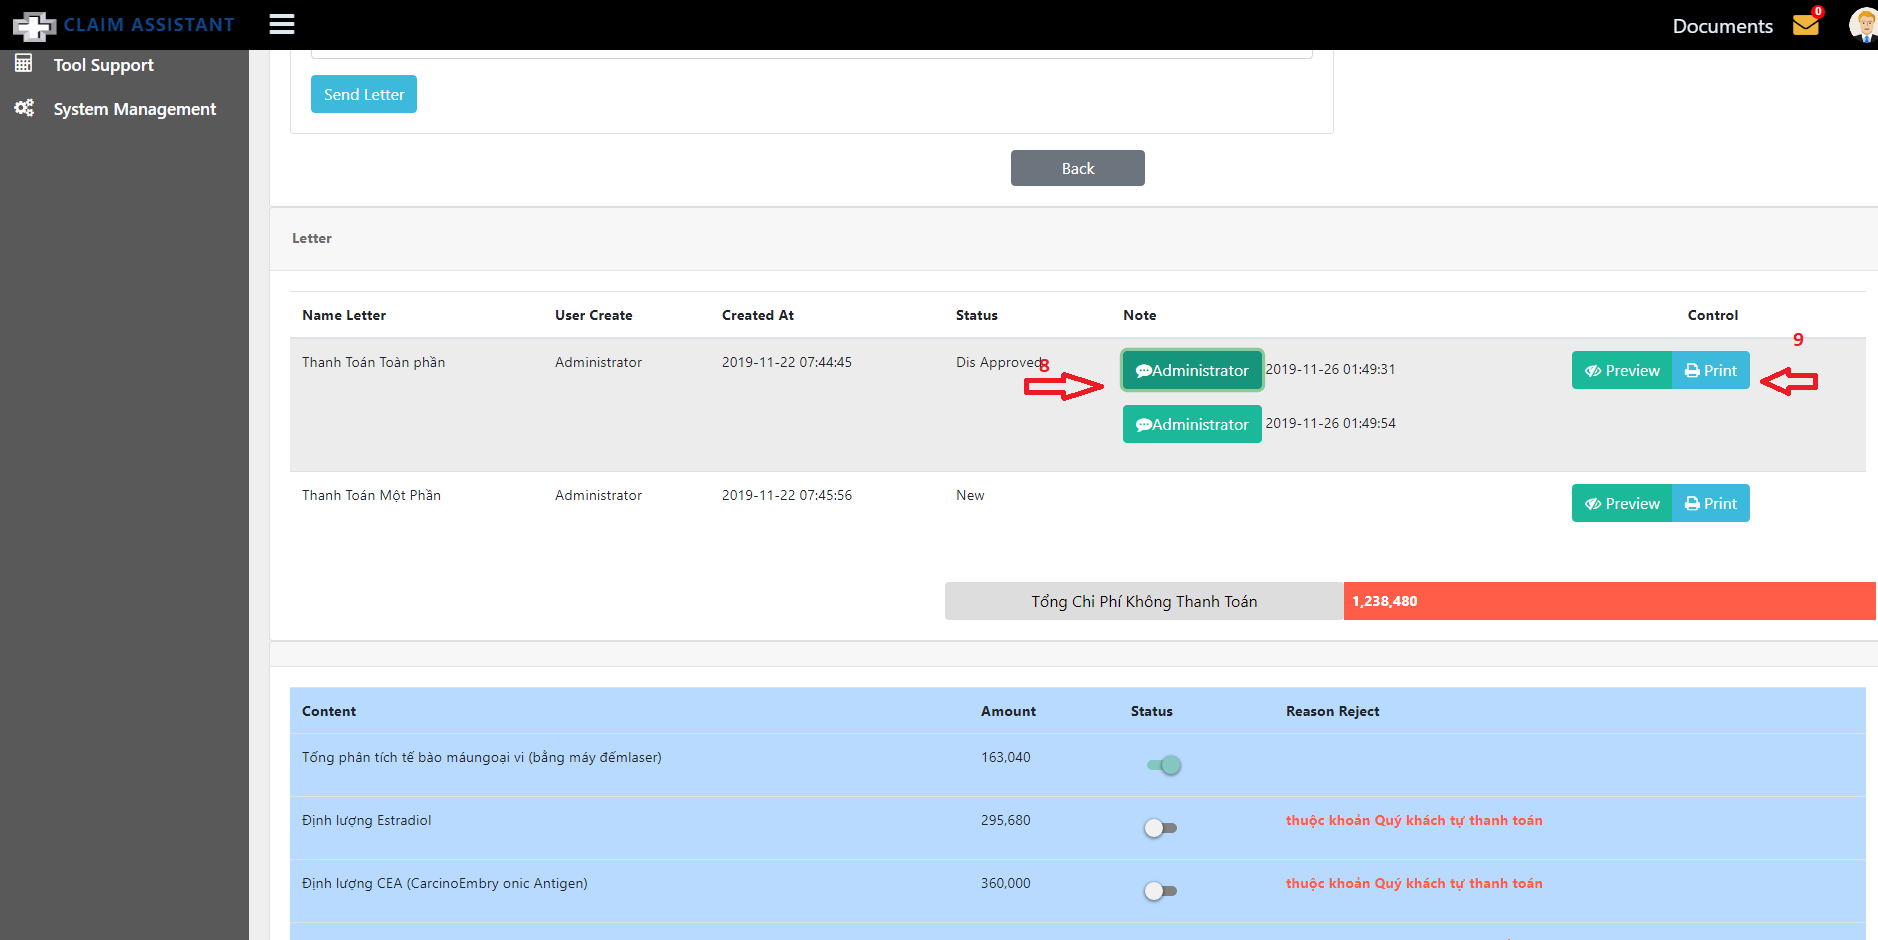 CLAIM ASSISTANT
Documents
0
Tool Support
System Management
Send Letter
Back
Letter
Name Letter User Create Created At Status Note Control
9
Thanh Toán Toàn phần Administrator 2019-11-22 07:44:45 Dis Approved 8 Administrator 2019-11-26 01:49:31 Preview Print
Administrator 2019-11-26 01:49:54
Thanh Toán Một Phần Administrator 2019-11-22 07:45:56 New Preview Print
Tổng Chi Phí Không Thanh Toán 1,238,480
Content Amount Status Reason Reject
Tổng phân tích tế bào máungoại vi (bằng máy đếmlaser) 163,040
Định lượng Estradiol 295,680 thuộc khoản Quý khách tự thanh toán
Định lượng CEA (CarcinoEmbry onic Antigen) 360,000 thuộc khoản Quý khách tự thanh toán